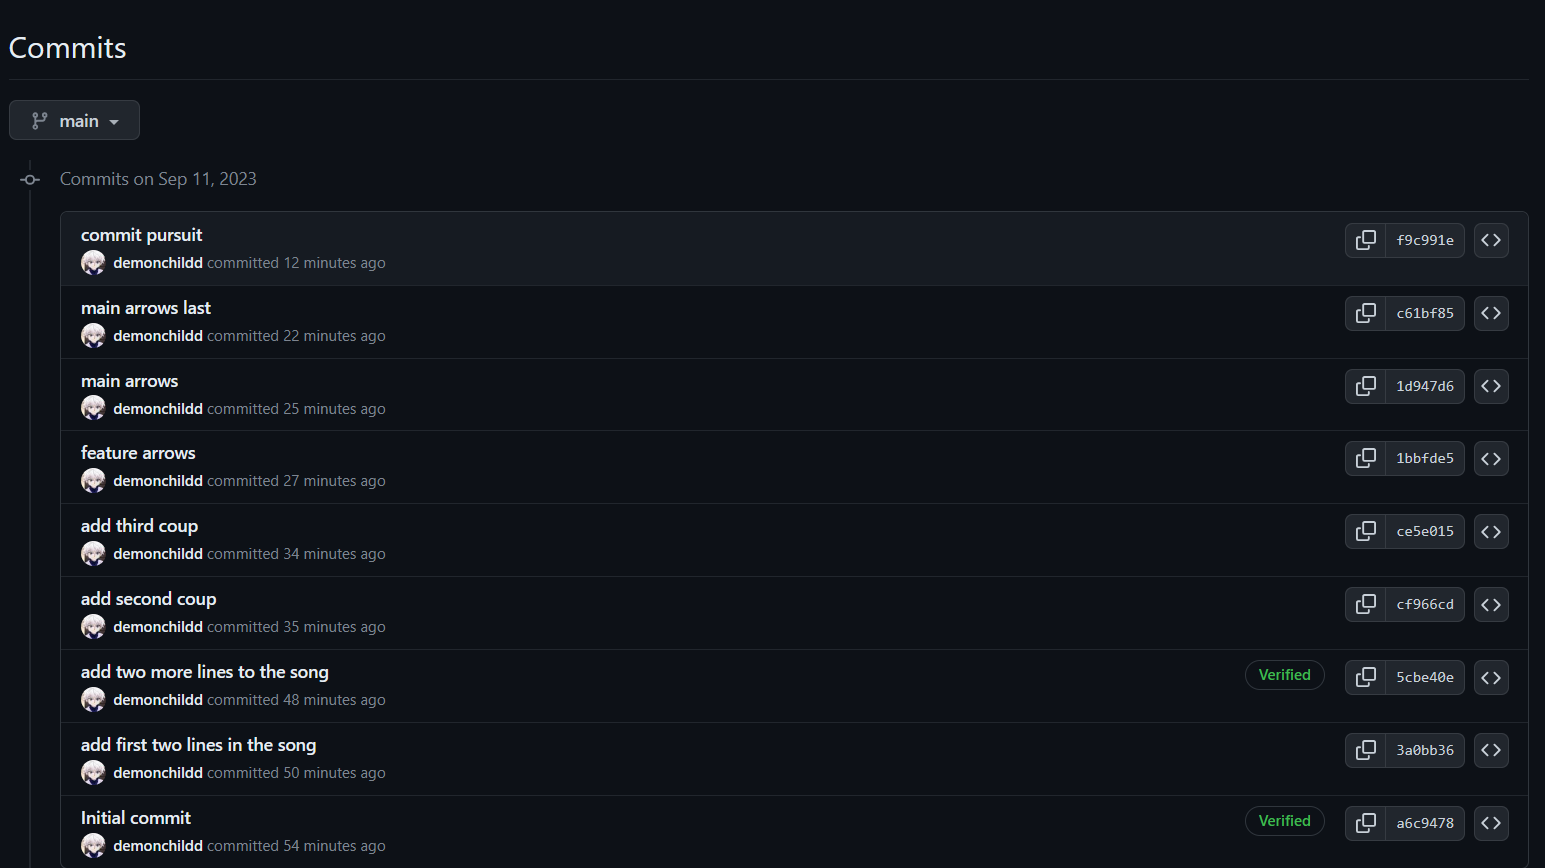 Commits
main
Commits on Sep 11, 2023
commit pursuit
f9c991e
demonchildd committed 12 minutes ago
main arrows last
c61bf85
demonchildd committed 22 minutes ago
main arrows
1d947d6
demonchildd committed 25 minutes ago
feature arrows
1bbfde5
demonchildd committed 27 minutes ago
add third coup
ce5e015
demonchildd committed 34 minutes ago
add second coup
cf966cd
demonchildd committed 35 minutes ago
add two more lines to the song
Verified
5cbe40e
demonchildd committed 48 minutes ago
add first two lines in the song
3a0bb36
demonchildd committed 50 minutes ago
Initial commit
Verified
a6c9478
demonchildd committed 54 minutes ago